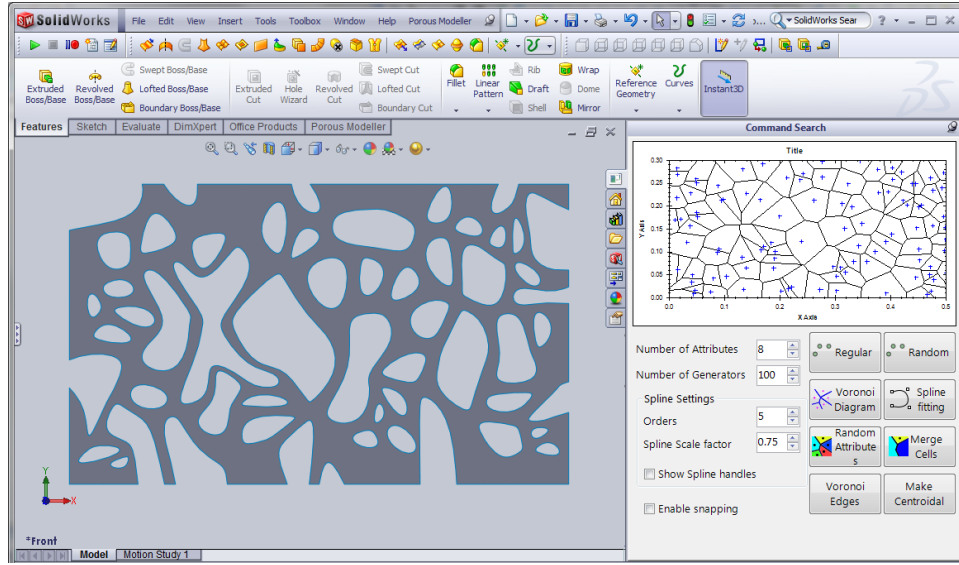 SolidWorks File Edit View Insert Tools Toolbox Window Help Porous Modeller »... SolidWorks Sear ?
Extruded Boss/Base
Revolved Boss/Base
Swept Boss/Base
Lofted Boss/Base
Boundary Boss/Base
Extruded Cut
Hole Wizard
Revolved Cut
Swept Cut
Lofted Cut
Boundary Cut
Fillet
Linear Pattern
Rib
Draft
Shell
Wrap
Dome
Mirror
Reference Geometry
Curves
Instant3D
Features Sketch Evaluate DimXpert Office Products Porous Modeller
Command Search
Title
Y Axis
0.30
0.25
0.20
0.15
0.10
0.05
0.00
0.0 0.1 0.2 0.3 0.4 0.5
X Axis
Number of Attributes 8
Number of Generators 100
Spline Settings
Orders 5
Spline Scale factor 0.75
Show Spline handles
Enable snapping
Regular
Random
Voronoi
Diagram
Spline
fitting
Random
Attribute
s
Merge
Cells
Voronoi
Edges
Make
Centroidal
Y
X
*Front
Model Motion Study 1